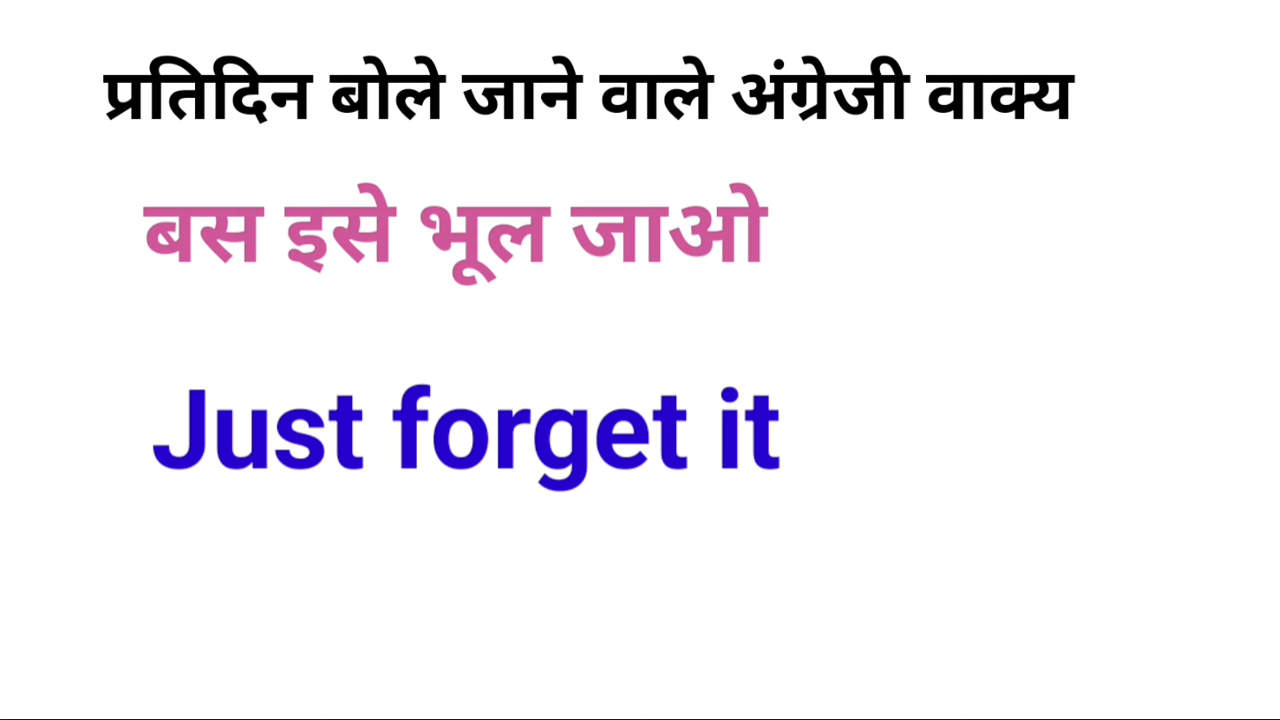 प्रतिदिन बोले जाने वाले अंग्रेजी वाक्य
बस इसे भूल जाओ
Just forget it